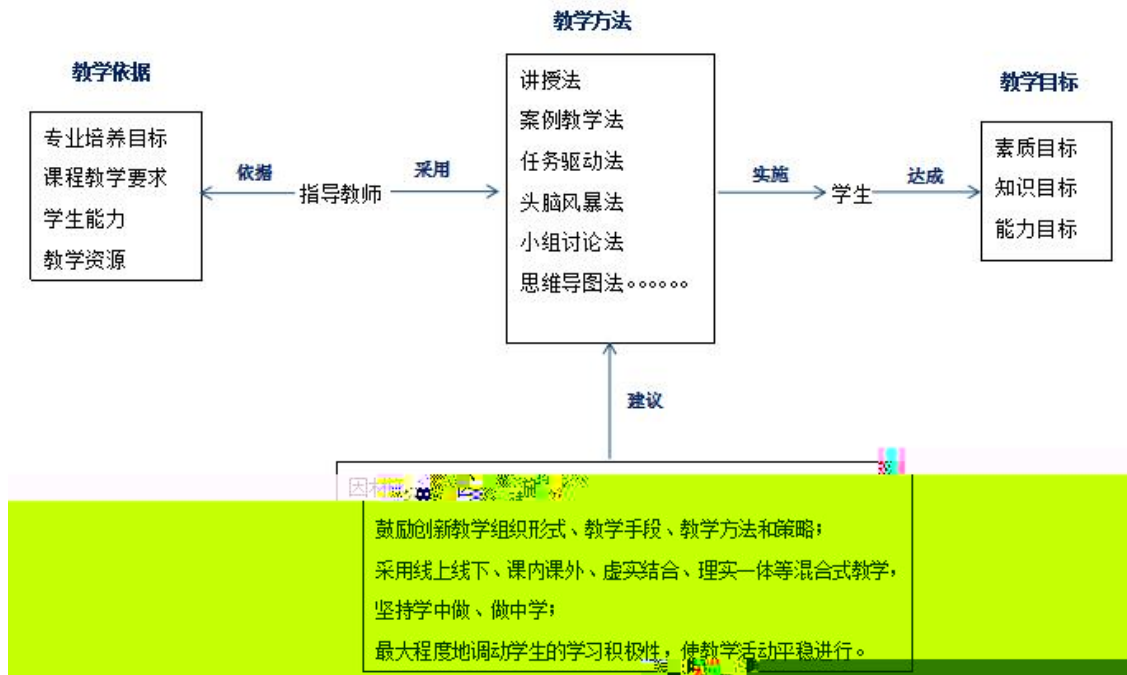 教学方法
教学依据
教学目标
讲授法
案例教学法
任务驱动法
头脑风暴法
小组讨论法
思维导图法。。。。。。
专业培养目标
课程教学要求
学生能力
教学资源
依据
指导教师
采用
实施
学生
达成
素质目标
知识目标
能力目标
建议
因材
施
鼓励创新教学组织形式、教学手段、教学方法和策略；
采用线上线下、课内课外、虚实结合、理实一体等混合式教学，
坚持学中做、做中学；
最大程度地调动学生的学习积极性，使教学活动平稳进行。